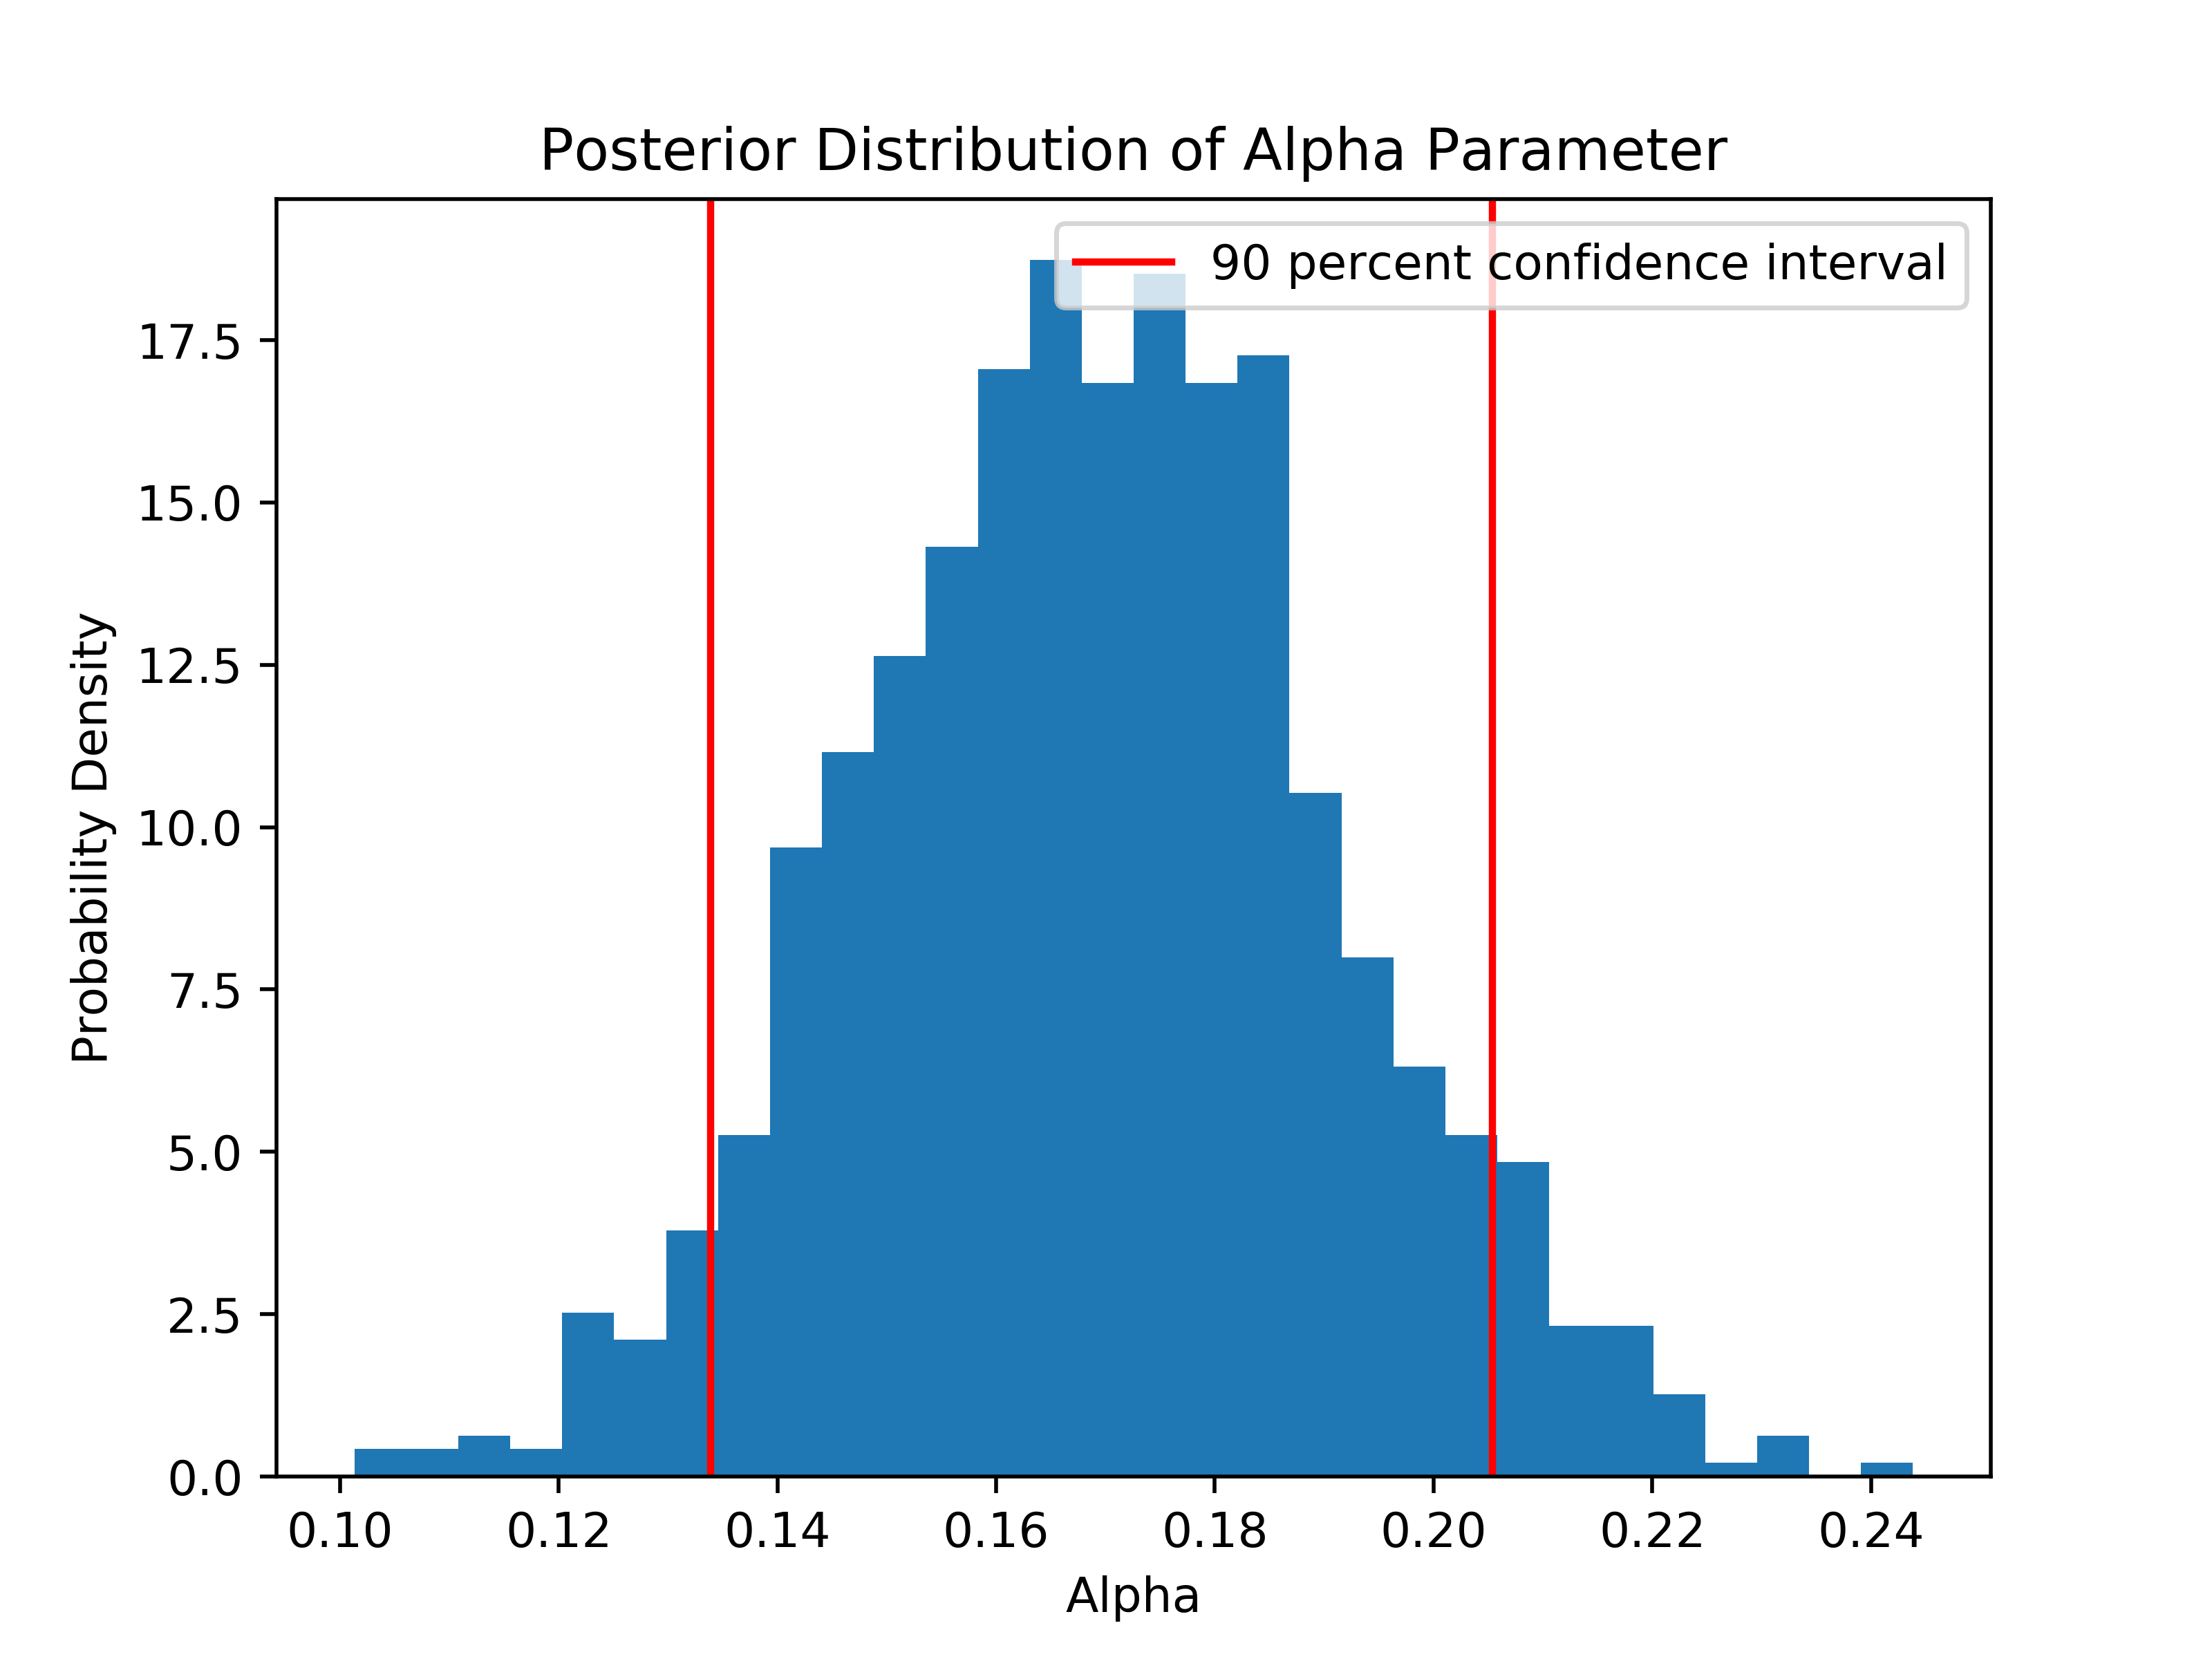 Posterior Distribution of Alpha Parameter
90 percent confidence interval
Probability Density
17.5
15.0
12.5
10.0
7.5
5.0
2.5
0.0
0.10 0.12 0.14 0.16 0.18 0.20 0.22 0.24
Alpha